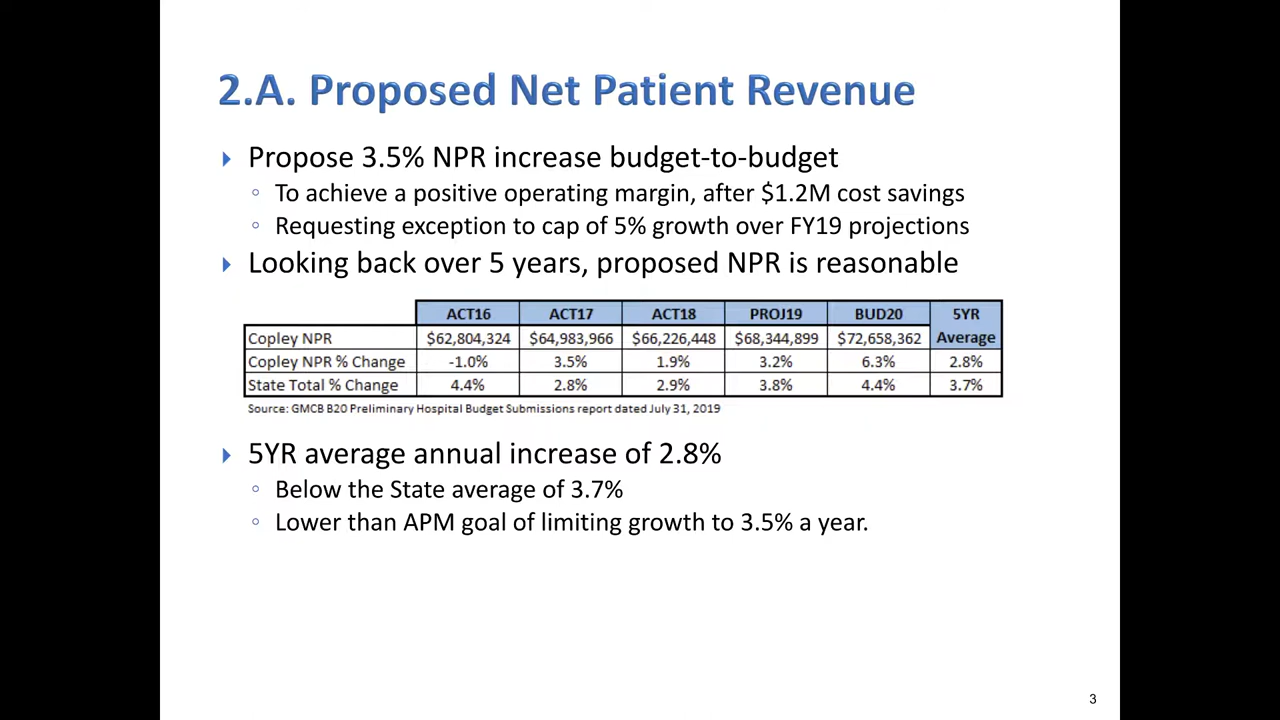 2.A. Proposed Net Patient Revenue
Propose 3.5% NPR increase budget-to-budget
To achieve a positive operating margin, after $1.2M cost savings
Requesting exception to cap of 5% growth over FY19 projections
Looking back over 5 years, proposed NPR is reasonable
ACT16 ACT17 ACT18 PROJ19 BUD20 5YR Average
Copley NPR $62,804,324 $64,983,966 $66,226,448 $68,344,899 $72,658,362
Copley NPR % Change -1.0% 3.5% 1.9% 3.2% 6.3% 2.8%
State Total % Change 4.4% 2.8% 2.9% 3.8% 4.4% 3.7%
Source: GMCB B20 Preliminary Hospital Budget Submissions report dated July 31, 2019
5YR average annual increase of 2.8%
Below the State average of 3.7%
Lower than APM goal of limiting growth to 3.5% a year.
3